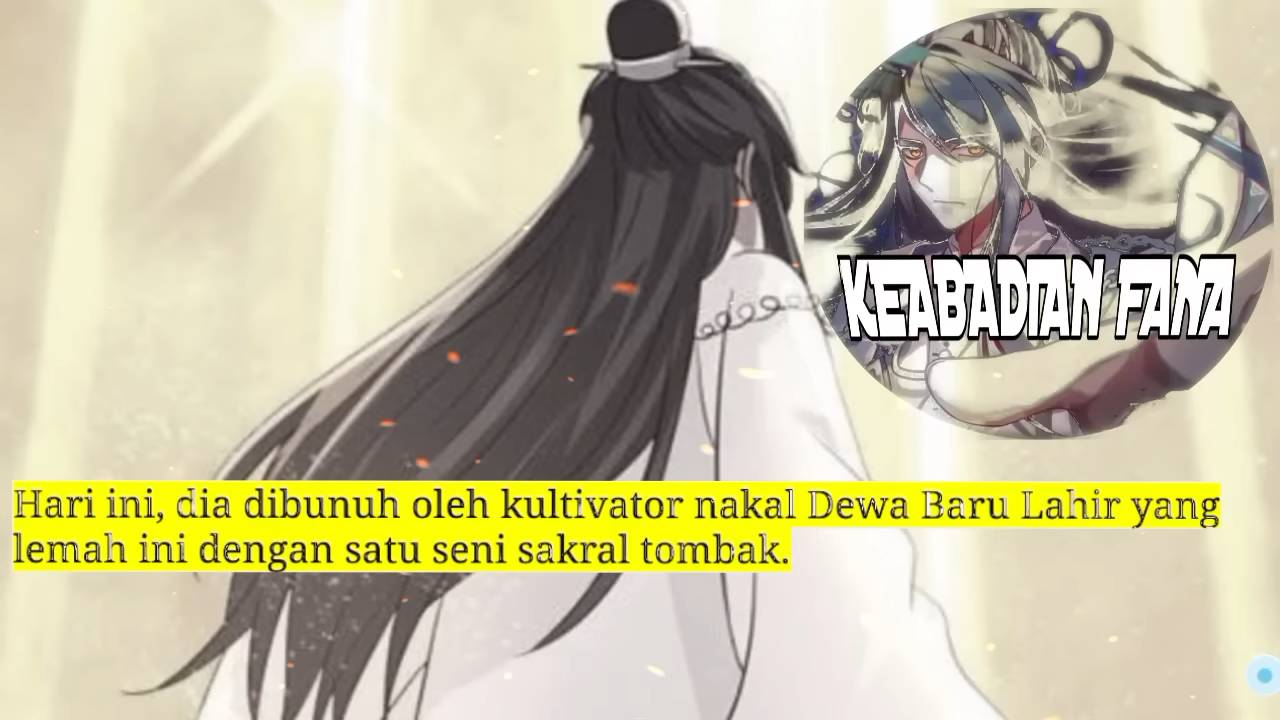 KEABADIAN FANA
Hari ini, dia dibunuh oleh kultivator nakal Dewa Baru Lahir yang
lemah ini dengan satu seni sakral tombak.